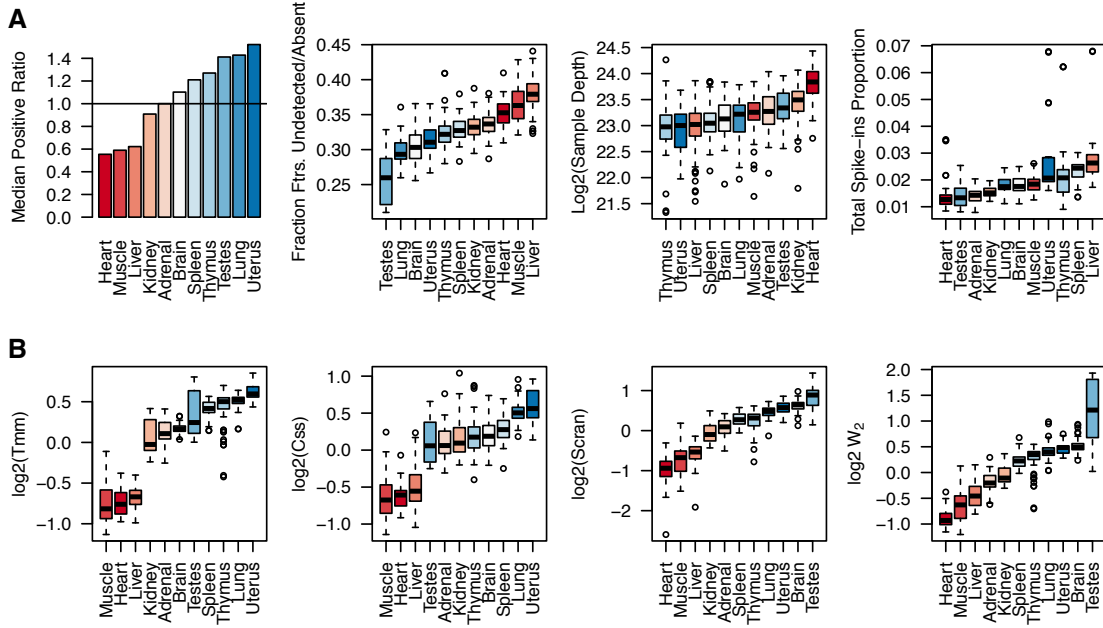 A
Median Positive Ratio
0.0
0.2
0.4
0.6
0.8
1.0
1.2
1.4
Heart
Muscle
Liver
Kidney
Adrenal
Brain
Spleen
Thymus
Testes
Lung
Uterus
Fraction Ftrs. Undetected/Absent
0.25
0.30
0.35
0.40
0.45
Testes
Lung
Brain
Uterus
Thymus
Spleen
Kidney
Adrenal
Heart
Muscle
Liver
Log2(Sample Depth)
21.5
22.0
22.5
23.0
23.5
24.0
24.5
Thymus
Uterus
Liver
Spleen
Brain
Lung
Muscle
Adrenal
Testes
Kidney
Heart
Total Spike-ins Proportion
0.01
0.02
0.03
0.04
0.05
0.06
0.07
Heart
Testes
Adrenal
Kidney
Lung
Brain
Muscle
Uterus
Thymus
Spleen
Liver
B
log2(Tmm)
−1.0
−0.5
0.0
0.5
Muscle
Heart
Liver
Kidney
Adrenal
Brain
Testes
Spleen
Thymus
Lung
Uterus
log2(Css)
−1.0
−0.5
0.0
0.5
1.0
Muscle
Heart
Liver
Testes
Adrenal
Kidney
Thymus
Brain
Spleen
Lung
Uterus
log2(Scran)
−2
−1
0
1
Heart
Muscle
Liver
Kidney
Adrenal
Spleen
Thymus
Lung
Uterus
Brain
Testes
log2 W₂
−1.0
−0.5
0.0
0.5
1.0
1.5
2.0
Heart
Muscle
Liver
Adrenal
Kidney
Spleen
Thymus
Lung
Uterus
Brain
Testes